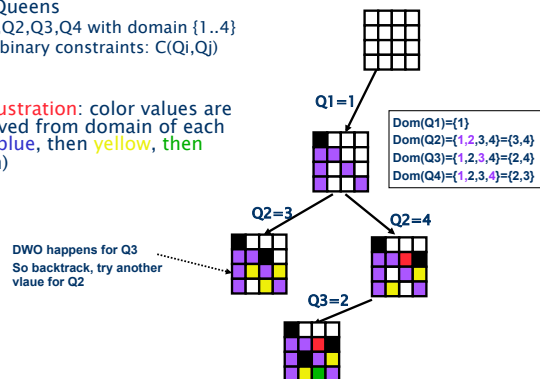 Queens
Q2,Q3,Q4 with domain {1..4}
binary constraints: C(Qi,Qj)
ustration: color values are
ved from domain of each
blue, then yellow, then
)
Q1=1
Dom(Q1)={1}
Dom(Q2)={1,2,3,4}={3,4}
Dom(Q3)={1,2,3,4}={2,4}
Dom(Q4)={1,2,3,4}={2,3}
Q2=3
Q2=4
DWO happens for Q3
So backtrack, try another
vlaue for Q2
Q3=2